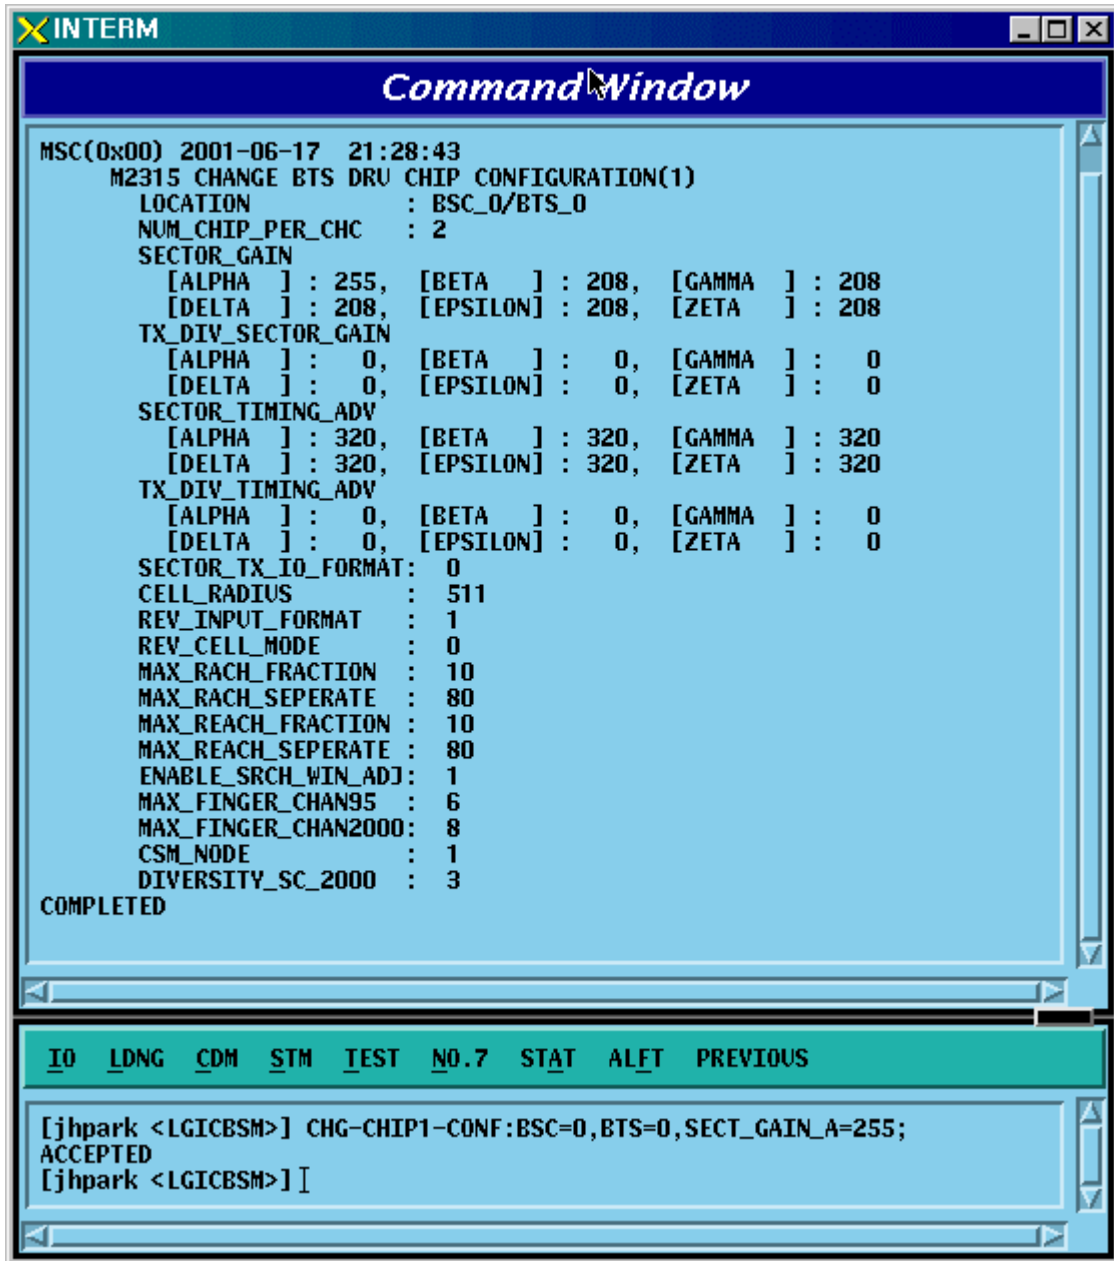 INTERM
Command Window
MSC(0x00) 2001-06-17 21:28:43
M2315 CHANGE BTS DRU CHIP CONFIGURATION(1)
LOCATION : BSC_0/BTS_0
NUM_CHIP_PER_CHC : 2
SECTOR_GAIN
[ALPHA ] : 255, [BETA ] : 208, [GAMMA ] : 208
[DELTA ] : 208, [EPSILON] : 208, [ZETA ] : 208
TX_DIV_SECTOR_GAIN
[ALPHA ] : 0, [BETA ] : 0, [GAMMA ] : 0
[DELTA ] : 0, [EPSILON] : 0, [ZETA ] : 0
SECTOR_TIMING_ADV
[ALPHA ] : 320, [BETA ] : 320, [GAMMA ] : 320
[DELTA ] : 320, [EPSILON] : 320, [ZETA ] : 320
TX_DIV_TIMING_ADV
[ALPHA ] : 0, [BETA ] : 0, [GAMMA ] : 0
[DELTA ] : 0, [EPSILON] : 0, [ZETA ] : 0
SECTOR_TX_IO_FORMAT: 0
CELL_RADIUS : 511
REV_INPUT_FORMAT : 1
REV_CELL_MODE : 0
MAX_RACH_FRACTION : 10
MAX_RACH_SEPERATE : 80
MAX_REACH_FRACTION : 10
MAX_REACH_SEPERATE : 80
ENABLE_SRCH_WIN_ADJ: 1
MAX_FINGER_CHAN95 : 6
MAX_FINGER_CHAN2000: 8
CSM_NODE : 1
DIVERSITY_SC_2000 : 3
COMPLETED
IO LDNG CDM STM TEST NO.7 STAT ALFT PREVIOUS
[jhpark <LGICBSM>] CHG-CHIP1-CONF:BSC=0,BTS=0,SECT_GAIN_A=255;
ACCEPTED
[jhpark <LGICBSM>]